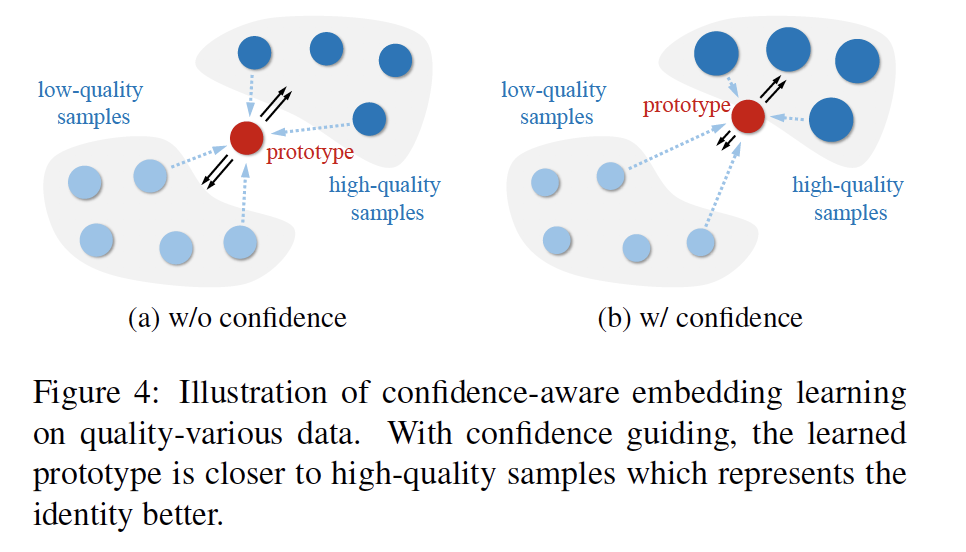 low-quality
samples
prototype
high-quality
samples
(a) w/o confidence
low-quality
samples
prototype
high-quality
samples
(b) w/ confidence
Figure 4: Illustration of confidence-aware embedding learning
on quality-various data. With confidence guiding, the learned
prototype is closer to high-quality samples which represents the
identity better.